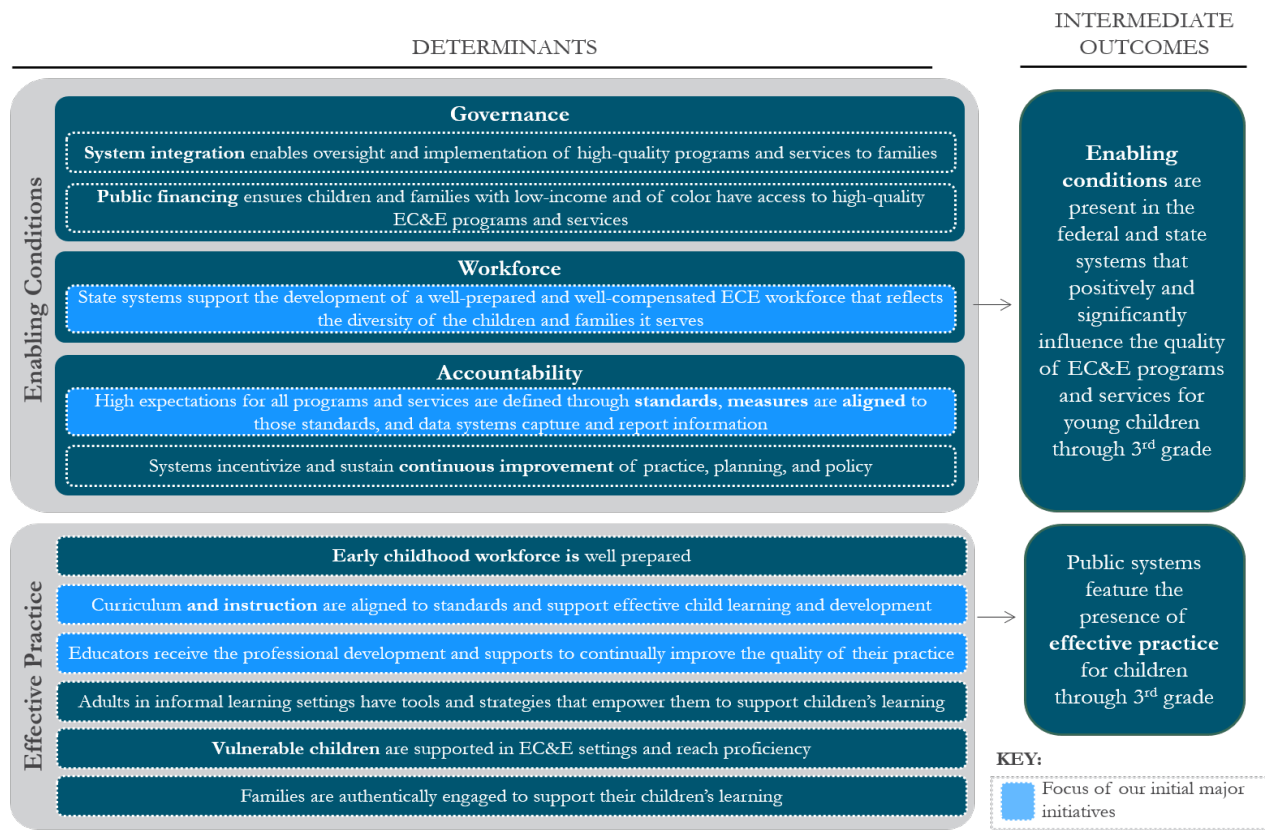 DETERMINANTS
INTERMEDIATE
OUTCOMES
Enabling Conditions
Governance
System integration enables oversight and implementation of high-quality programs and services to families
Public financing ensures children and families with low-income and of color have access to high-quality
EC&E programs and services
Workforce
State systems support the development of a well-prepared and well-compensated ECE workforce that reflects
the diversity of the children and families it serves
Accountability
High expectations for all programs and services are defined through standards, measures are aligned to
those standards, and data systems capture and report information
Systems incentivize and sustain continuous improvement of practice, planning, and policy
Enabling
conditions are
present in the
federal and state
systems that
positively and
significantly
influence the quality
of EC&E programs
and services for
young children
through 3rd grade
Effective Practice
Early childhood workforce is well prepared
Curriculum and instruction are aligned to standards and support effective child learning and development
Educators receive the professional development and supports to continually improve the quality of their practice
Adults in informal learning settings have tools and strategies that empower them to support children's learning
Vulnerable children are supported in EC&E settings and reach proficiency
Families are authentically engaged to support their children's learning
Public systems
feature the
presence of
effective practice
for children
through 3rd grade
KEY:
Focus of our initial major
initiatives